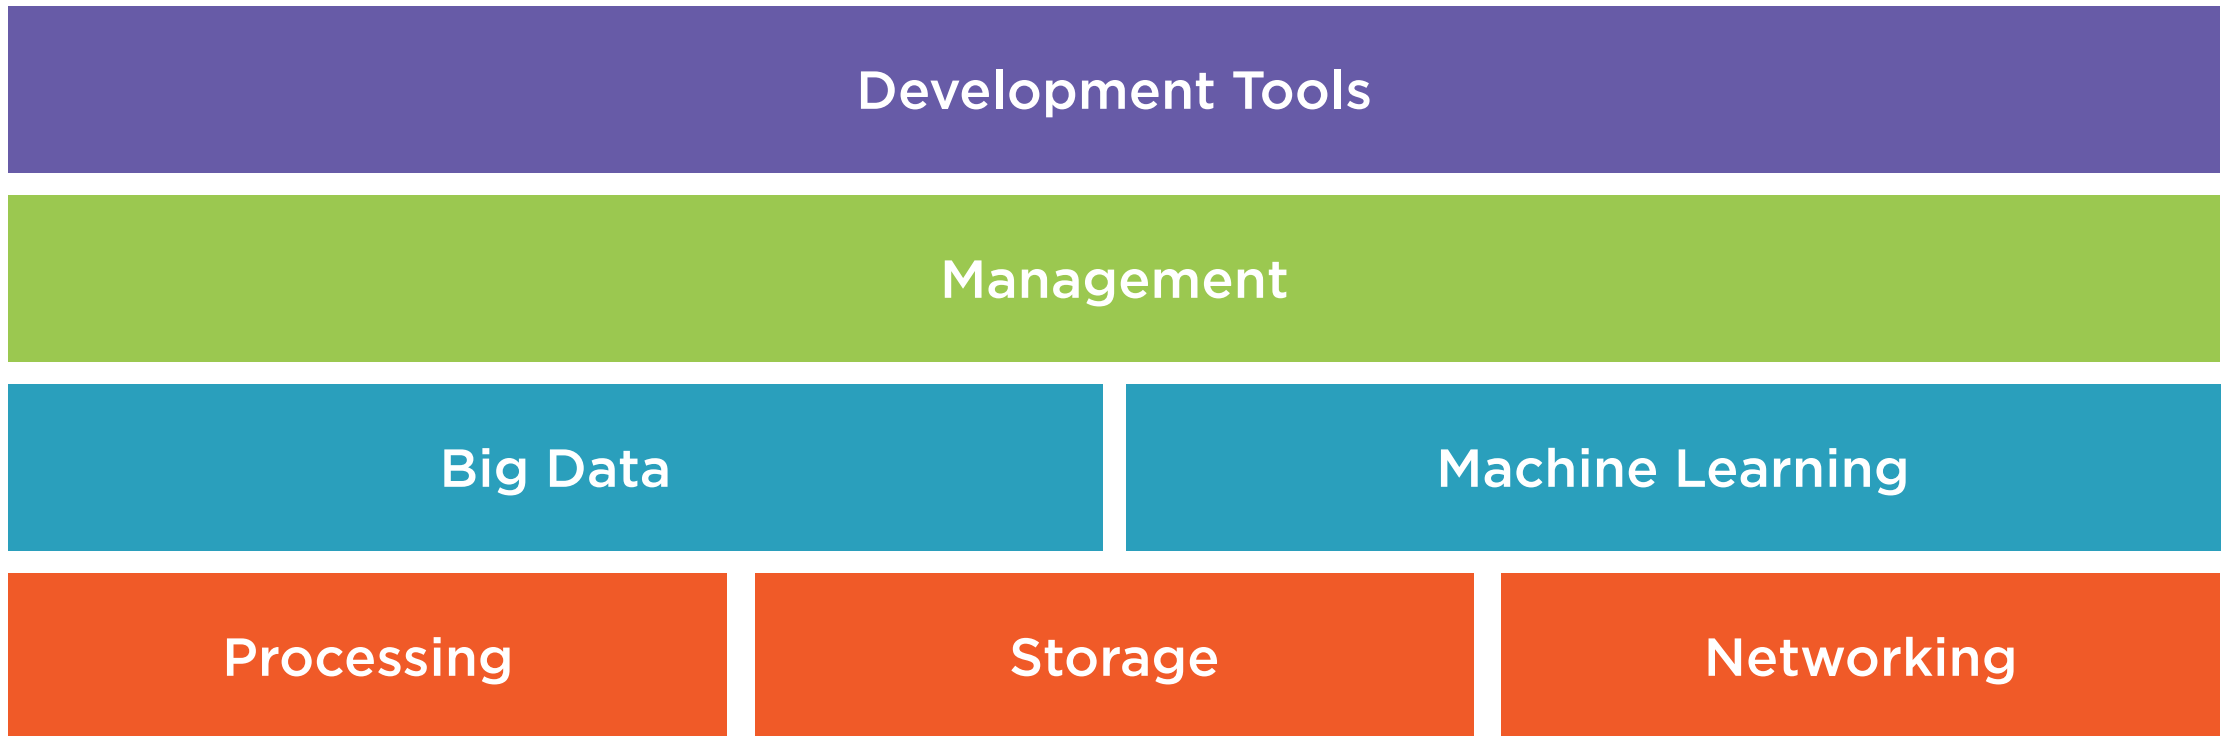 Development Tools
Management
Big Data
Machine Learning
Processing
Storage
Networking